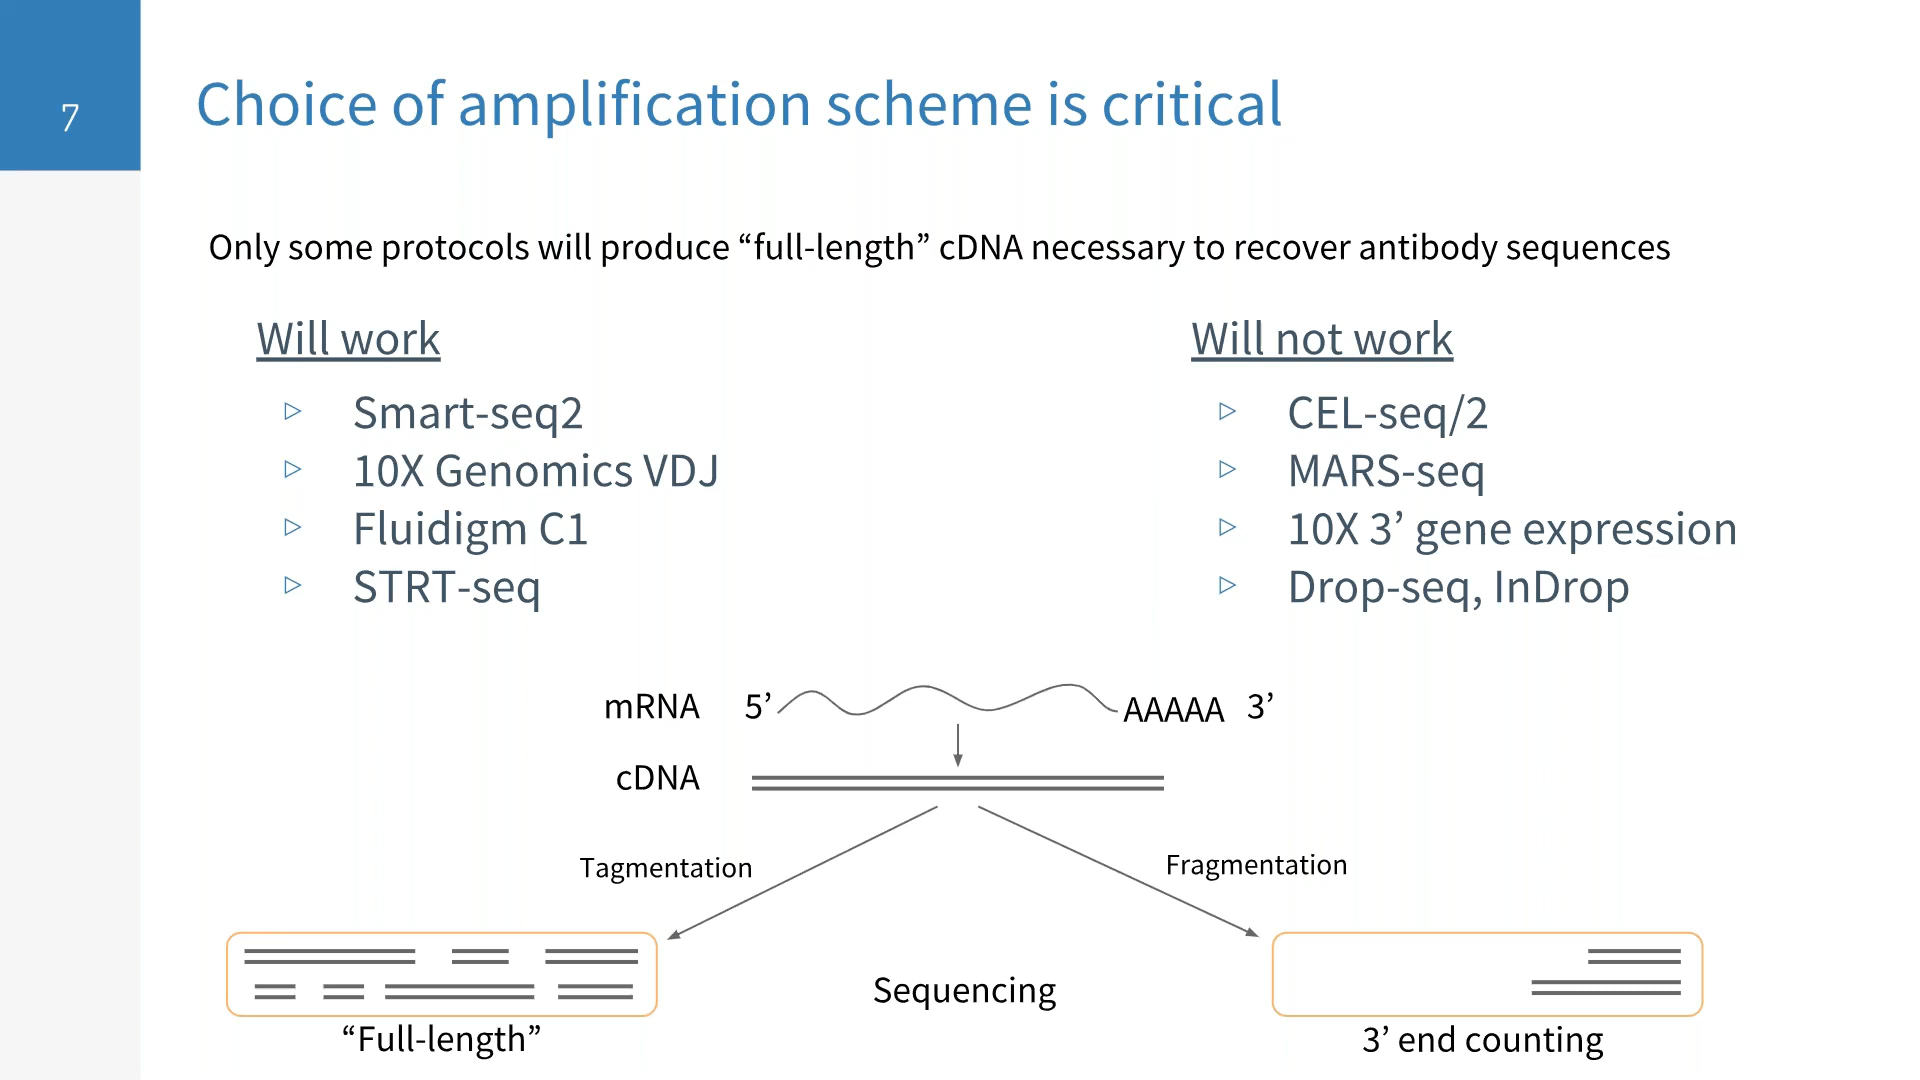 7
Choice of amplification scheme is critical
Only some protocols will produce “full-length” cDNA necessary to recover antibody sequences
Will work
▷ Smart-seq2
▷ 10X Genomics VDJ
▷ Fluidigm C1
▷ STRT-seq
Will not work
▷ CEL-seq/2
▷ MARS-seq
▷ 10X 3’ gene expression
▷ Drop-seq, InDrop
mRNA 5’ AAAAA 3’
cDNA
Tagmentation
Fragmentation
Sequencing
“Full-length”
3’ end counting